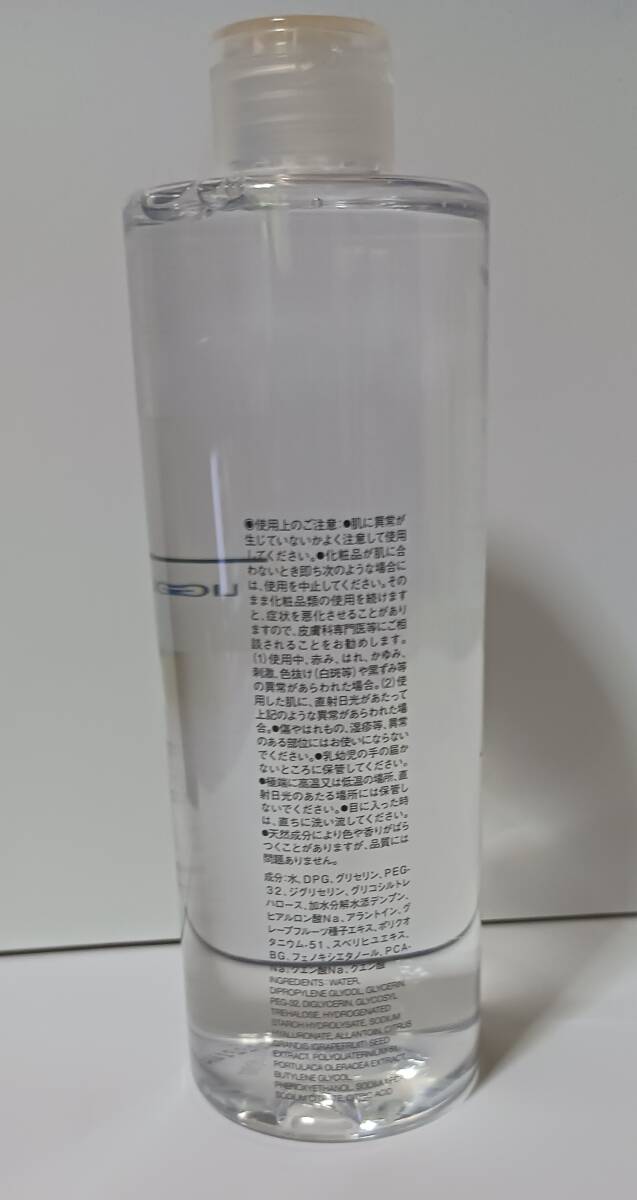 ◉使用上のご注意:●肌に異常が
生じていないかよく注意して使用
してください。●化粧品が肌に合
わないとき即ち次のような場合に
は、使用を中止してください。その
まま化粧品類の使用を続けます
と、症状を悪化させることがあり
ますので、皮膚科専門医等にご相
談されることをお勧めします。
(1)使用中、赤み、はれ、かゆみ、
刺激、色抜け(白斑等)や黒ずみ等
の異常があらわれた場合。(2)使
用した肌に、直射日光があたって
上記のような異常があらわれた場
合。●傷やはれもの、湿疹等、異常
のある部位にはお使いにならない
でください。●乳幼児の手の届か
ないところに保管してください。
●極端に高温又は低温の場所、直
射日光のあたる場所には保管し
ないでください。●目に入った時
は、直ちに洗い流してください。
●天然成分により色や香りがばら
つくことがありますが、品質には
問題ありません。
成分:水、DPG、グリセリン、PEG-
32、ジグリセリン、グリコシルトレ
ハロース、加水分解水添デンプン、
ヒアルロン酸Na、アラントイン、グ
レープフルーツ種子エキス、ポリクオ
タニウム-51、スベリヒユエキス、
BG、フェノキシエタノール、PCA-
Na、クエン酸Na、クエン酸
INGREDIENTS: WATER,
DIPROPYLENE GLYCOL, GLYCERIN,
PEG-32, DIGLYCERIN, GLYCOSYL
TREHALOSE, HYDROGENATED
STARCH HYDROLYSATE, SODIUM
HYALURONATE, ALLANTOIN, CITRUS
GRANDIS (GRAPEFRUIT) SEED
EXTRACT, POLYQUATERNIUM-51,
PORTULACA OLERACEA EXTRACT,
BUTYLENE GLYCOL,
PHENOXYETHANOL, SODIUM PCA,
SODIUM CITRATE, CITRIC ACID